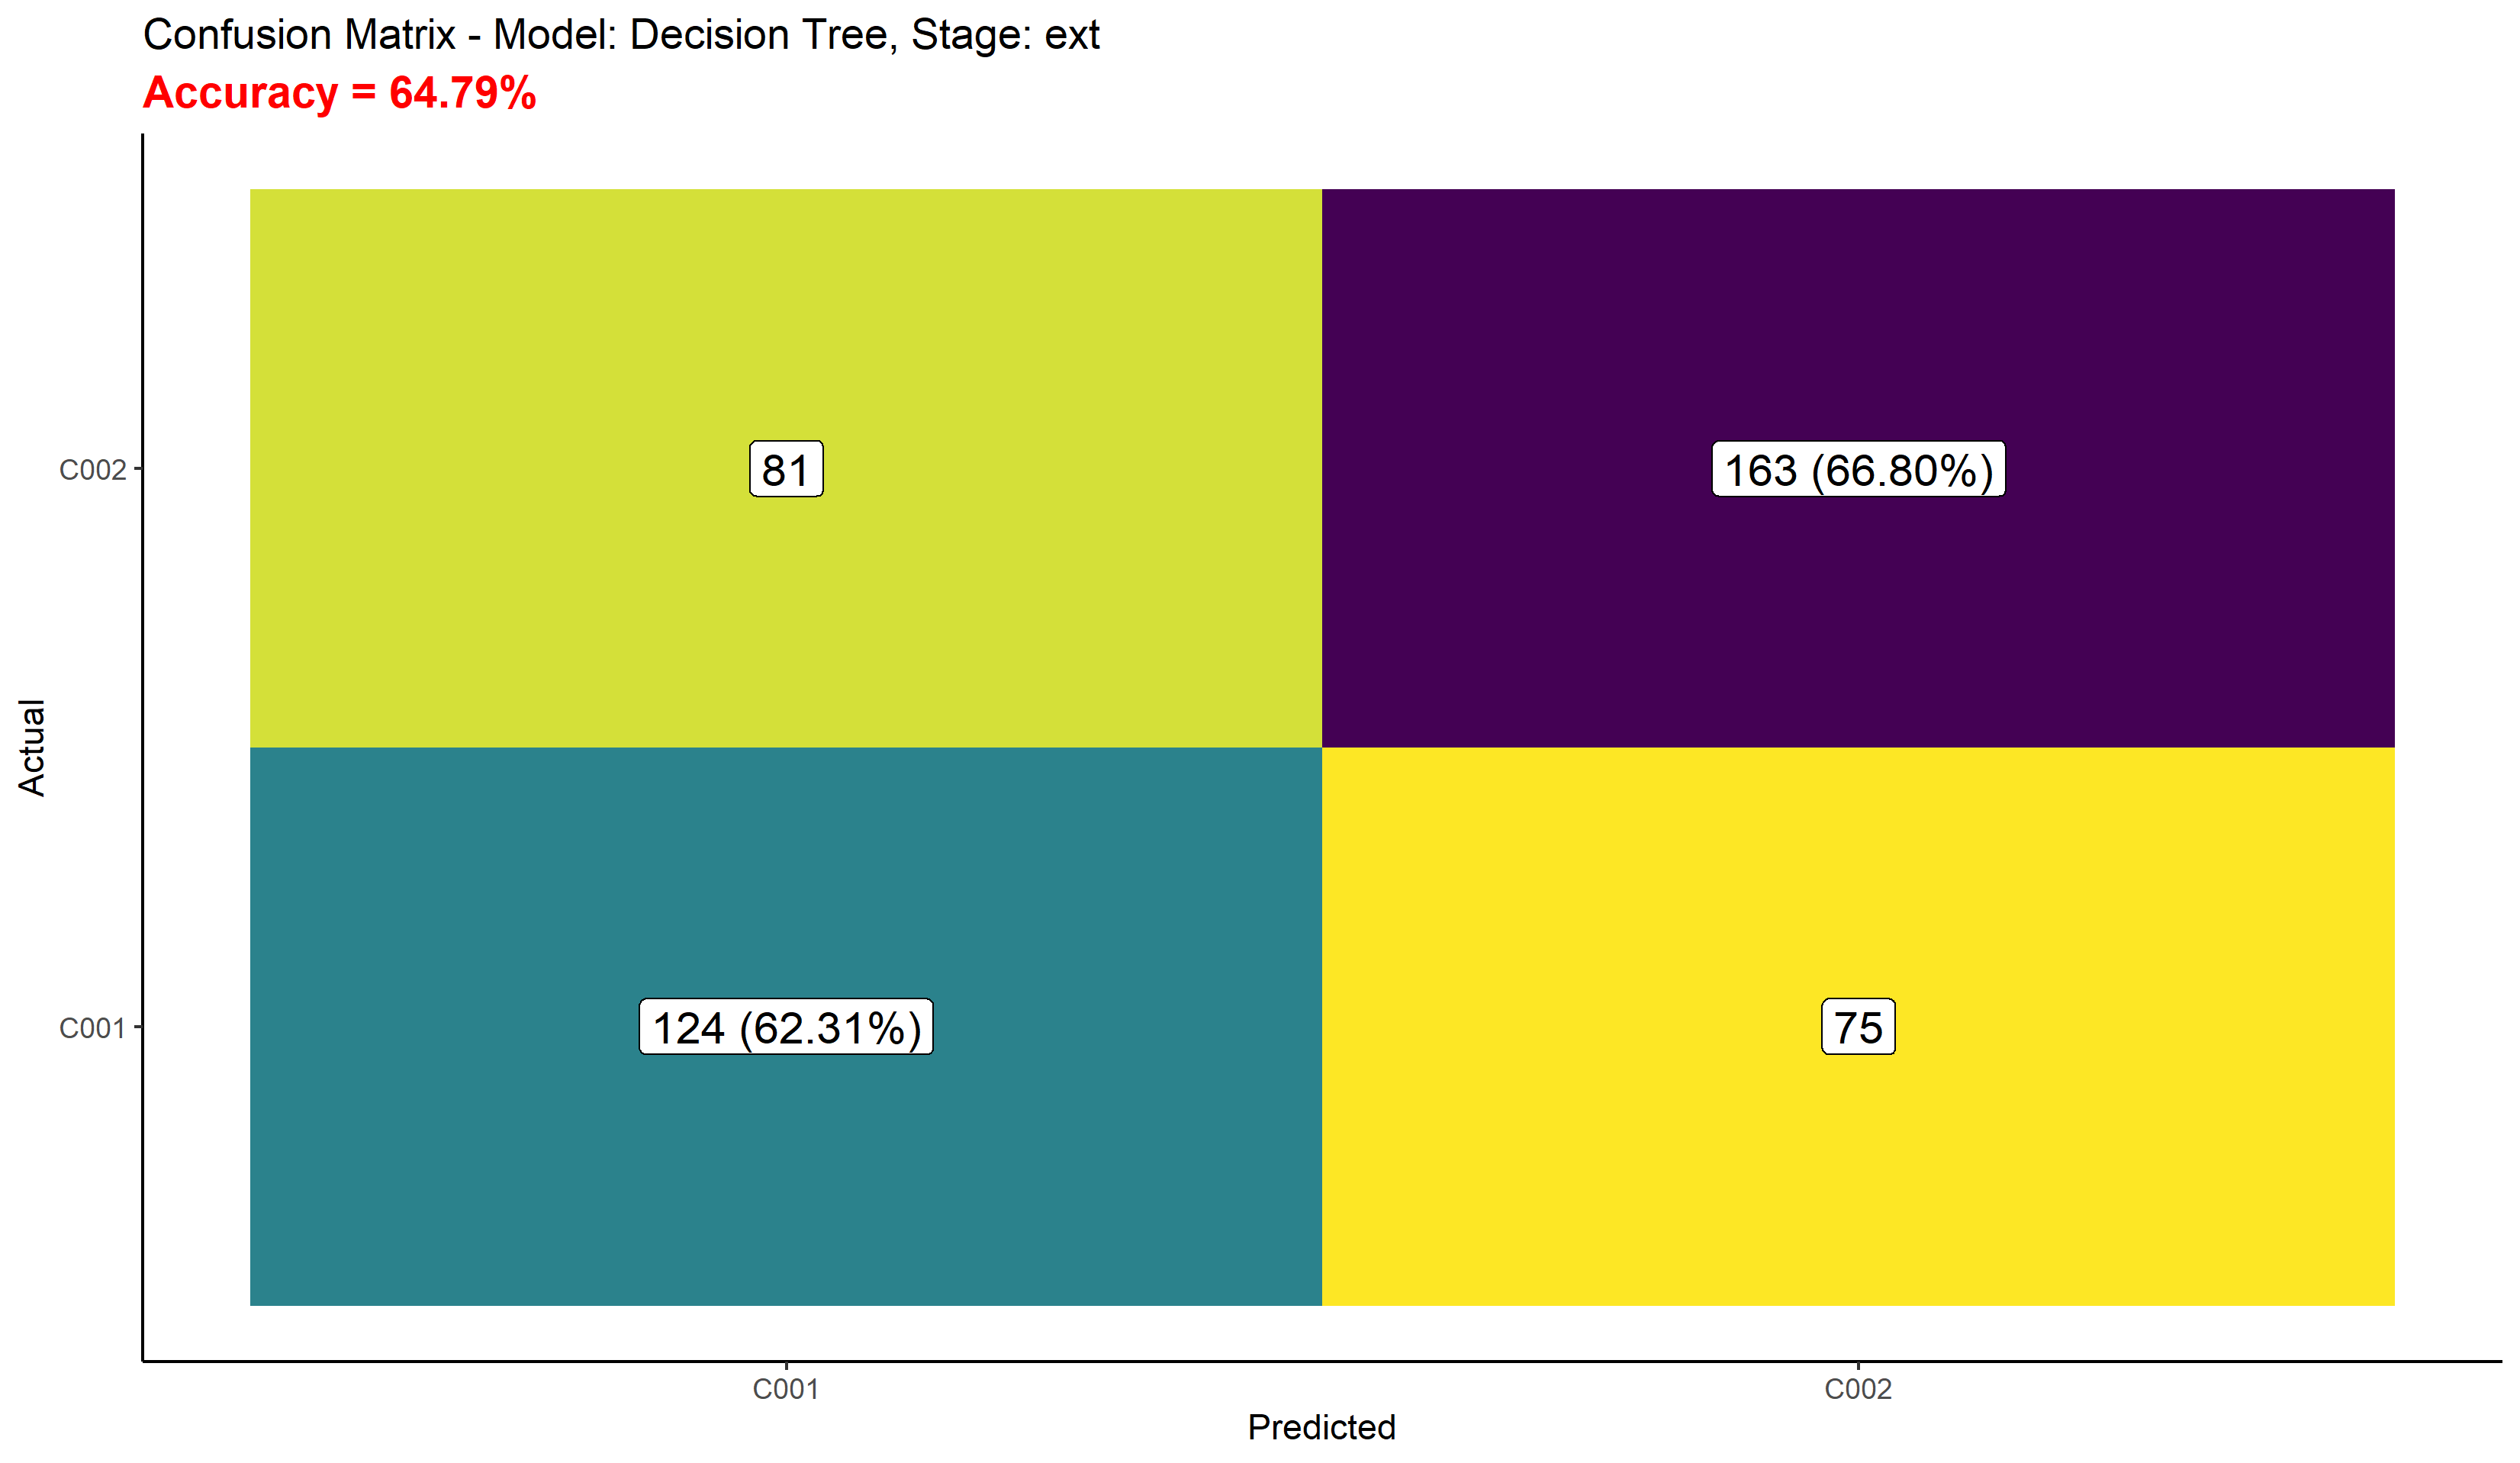 Confusion Matrix - Model: Decision Tree, Stage: ext
Accuracy = 64.79%
Actual
C002
81
163 (66.80%)
C001
124 (62.31%)
75
C001
C002
Predicted